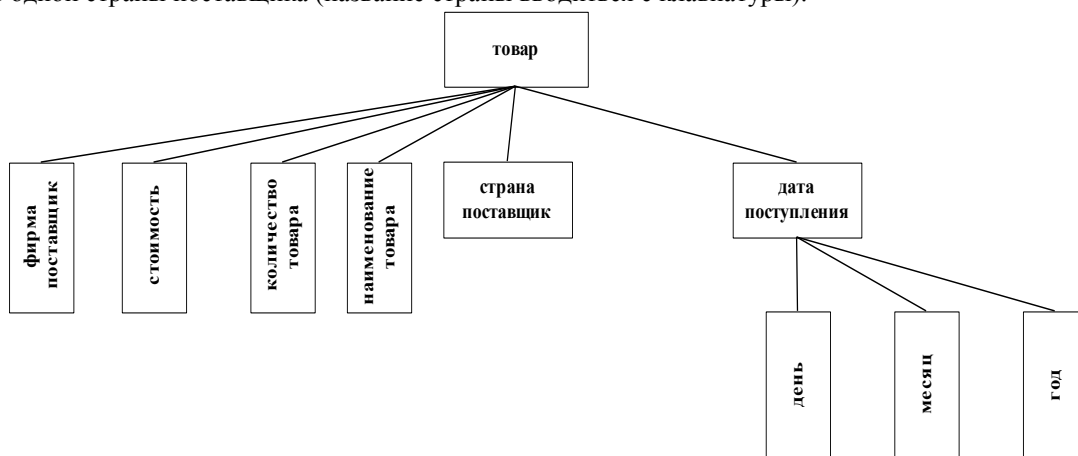 одной страны поставщика (название страны вводиться с клавиатуры).
товар
фирма
поставщик
стоимость
количество
товара
наименование
товара
страна
поставщик
дата
поступления
день
месяц
год